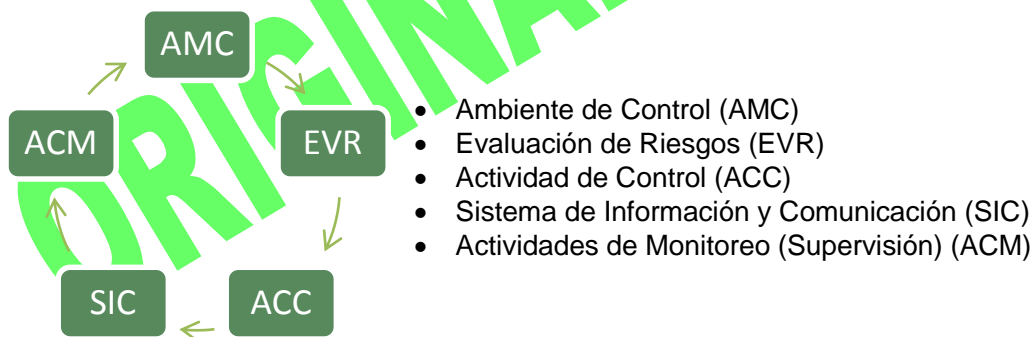 AMC
ACM
EVR
SIC
ACC
• Ambiente de Control (AMC)
• Evaluación de Riesgos (EVR)
• Actividad de Control (ACC)
• Sistema de Información y Comunicación (SIC)
• Actividades de Monitoreo (Supervisión) (ACM)
ORIGINAL